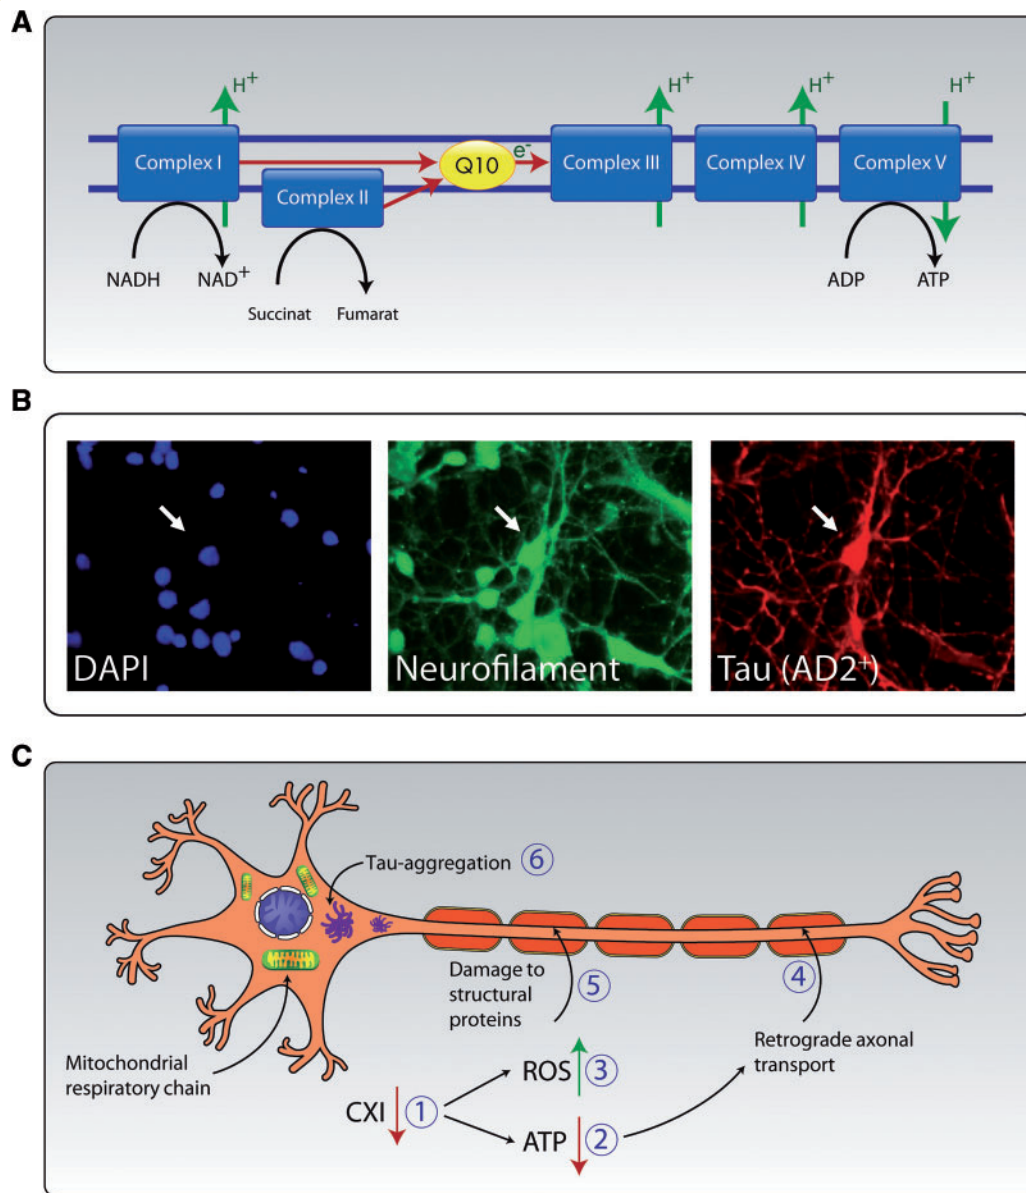 A
H+
H+
H+
H+
Complex I
Q10
e-
Complex III
Complex IV
Complex V
Complex II
NADH
NAD+
ADP
ATP
Succinat
Fumarat
B
DAPI
Neurofilament
Tau (AD2+)
C
Tau-aggregation 6
Damage to
structural
proteins
5
4
Mitochondrial
respiratory chain
Retrograde axonal
transport
ROS 3
CXI 1
ATP 2